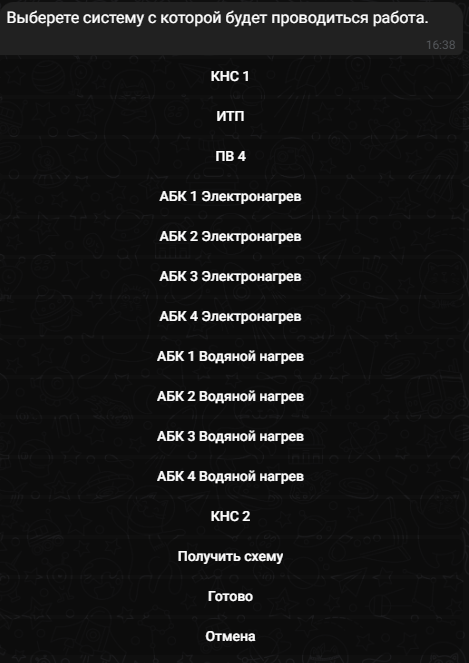 Выберете систему с которой будет проводиться работа.
16:38
КНС 1
ИТП
ПВ 4
АБК 1 Электронагрев
АБК 2 Электронагрев
АБК 3 Электронагрев
АБК 4 Электронагрев
АБК 1 Водяной нагрев
АБК 2 Водяной нагрев
АБК 3 Водяной нагрев
АБК 4 Водяной нагрев
КНС 2
Получить схему
Готово
Отмена